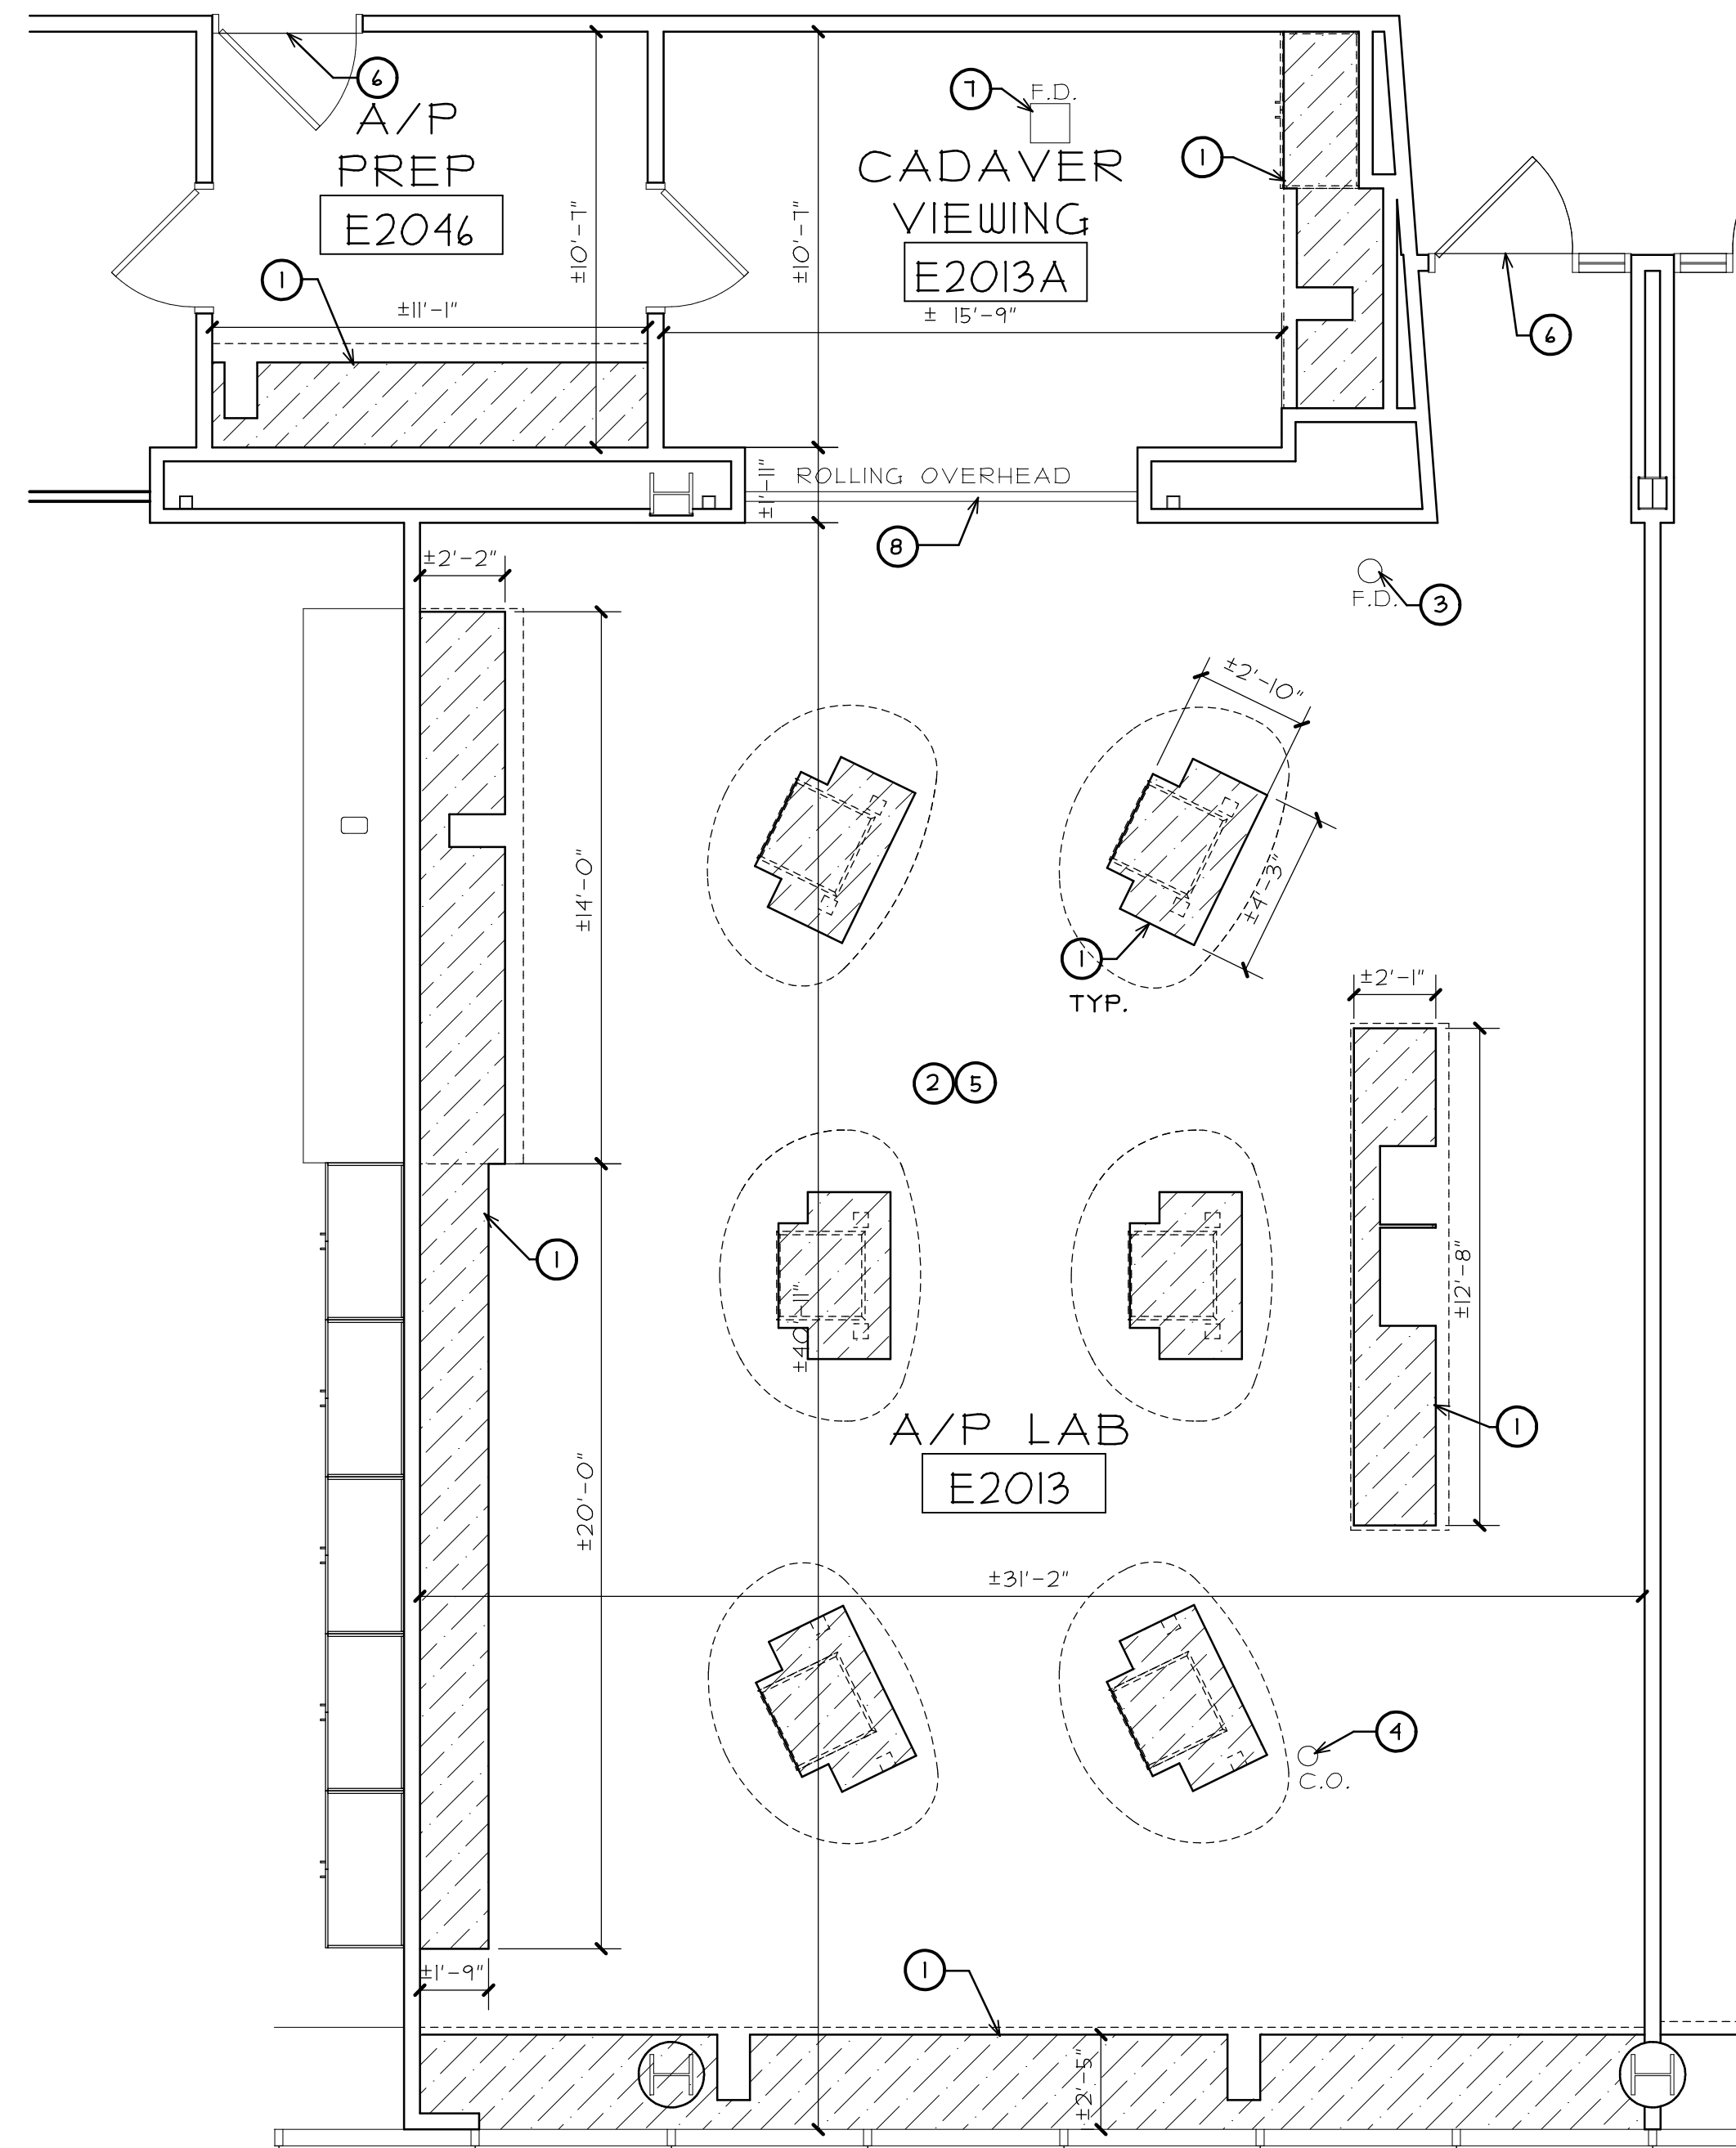 6
A/P
PREP
E2046
1
±11'-1"
±10'-7"
±10'-7"
7
F.D.
CADAVER
VIEWING
E2013A
± 15'-9"
1
6
±1'-11"
ROLLING OVERHEAD
8
3
F.D.
±2'-2"
±14'-0"
±2'-10"
±4'-3"
1
TYP.
2 5
±2'-1"
±12'-8"
1
1
±40'-11"
A/P LAB
E2013
±20'-0"
±31'-2"
4
C.O.
±1'-9"
1
±2'-5"